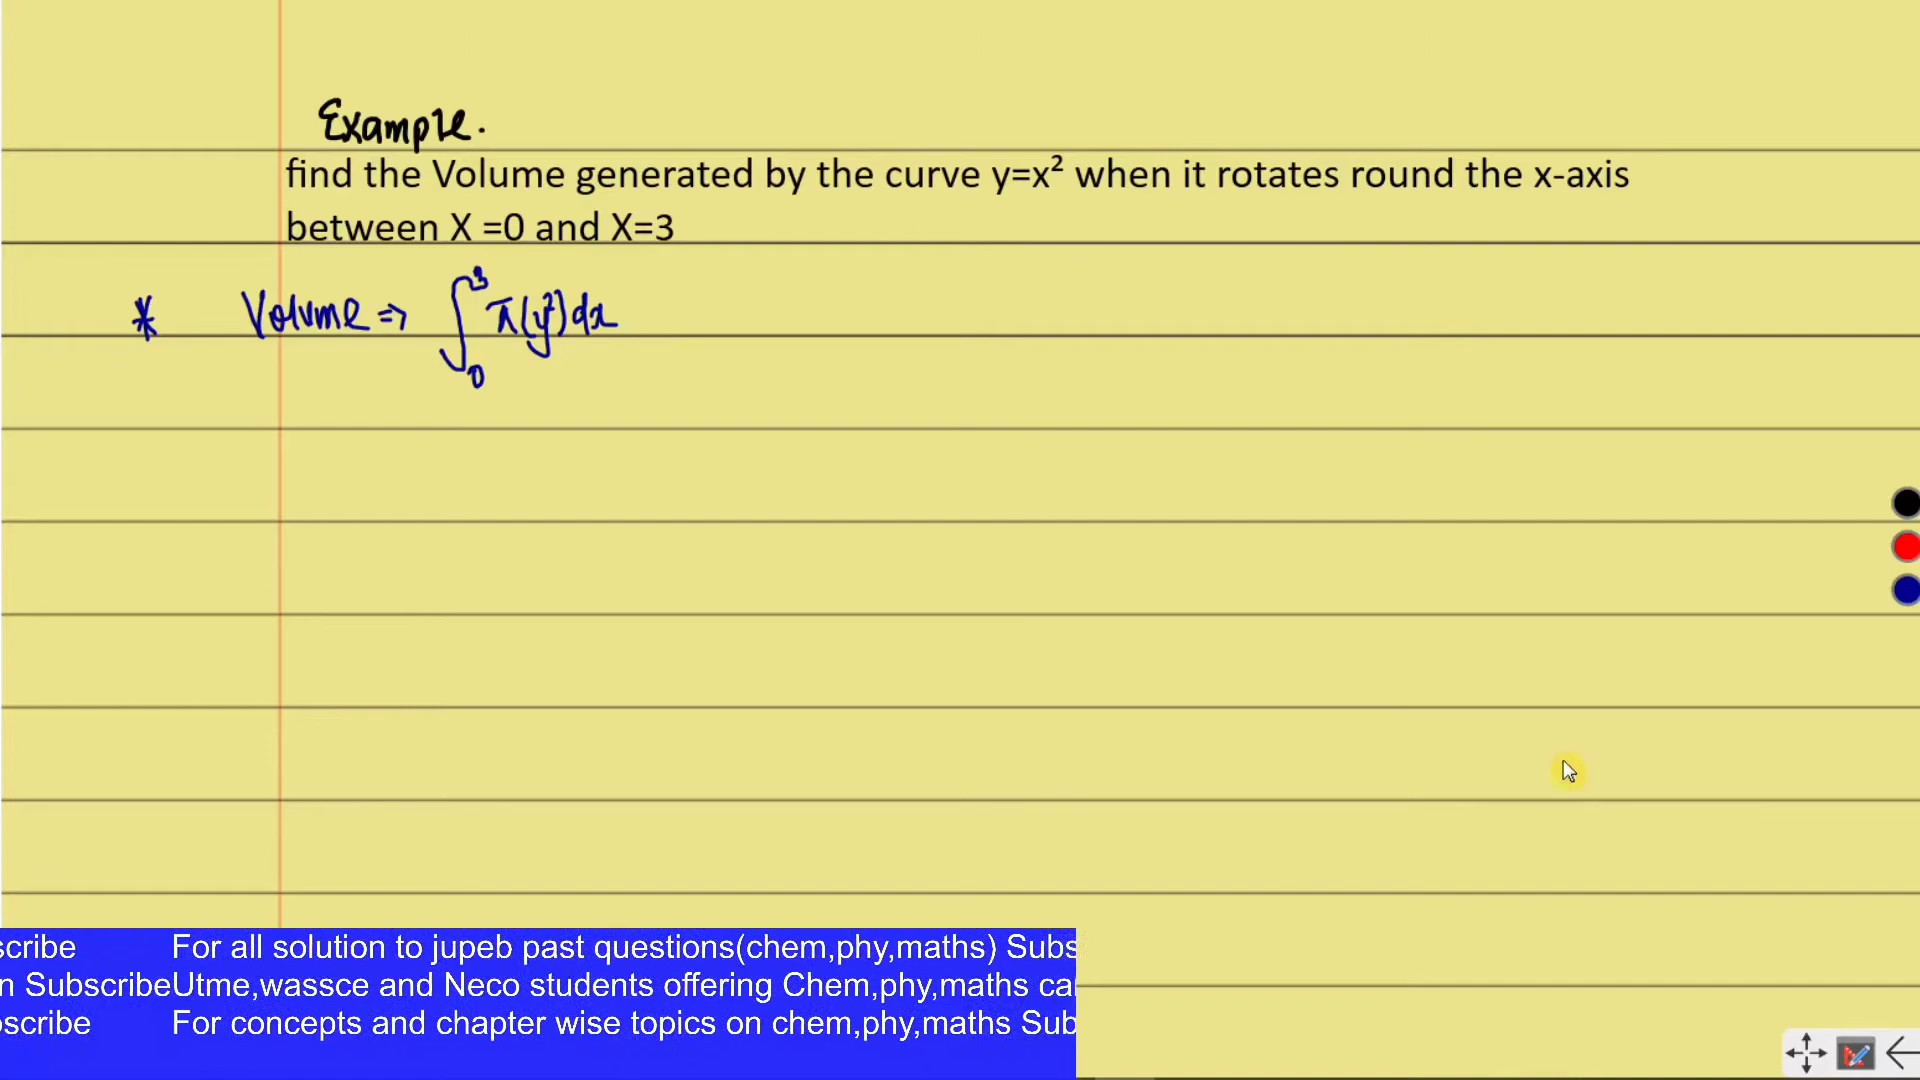 Example.
find the Volume generated by the curve y=x² when it rotates round the x-axis
between X =0 and X=3
* Volume => ∫₀³ π(y²)dx
scribe For all solution to jupeb past questions(chem,phy,maths) Subs
n SubscribeUtme,wassce and Neco students offering Chem,phy,maths ca
scribe For concepts and chapter wise topics on chem,phy,maths Sub